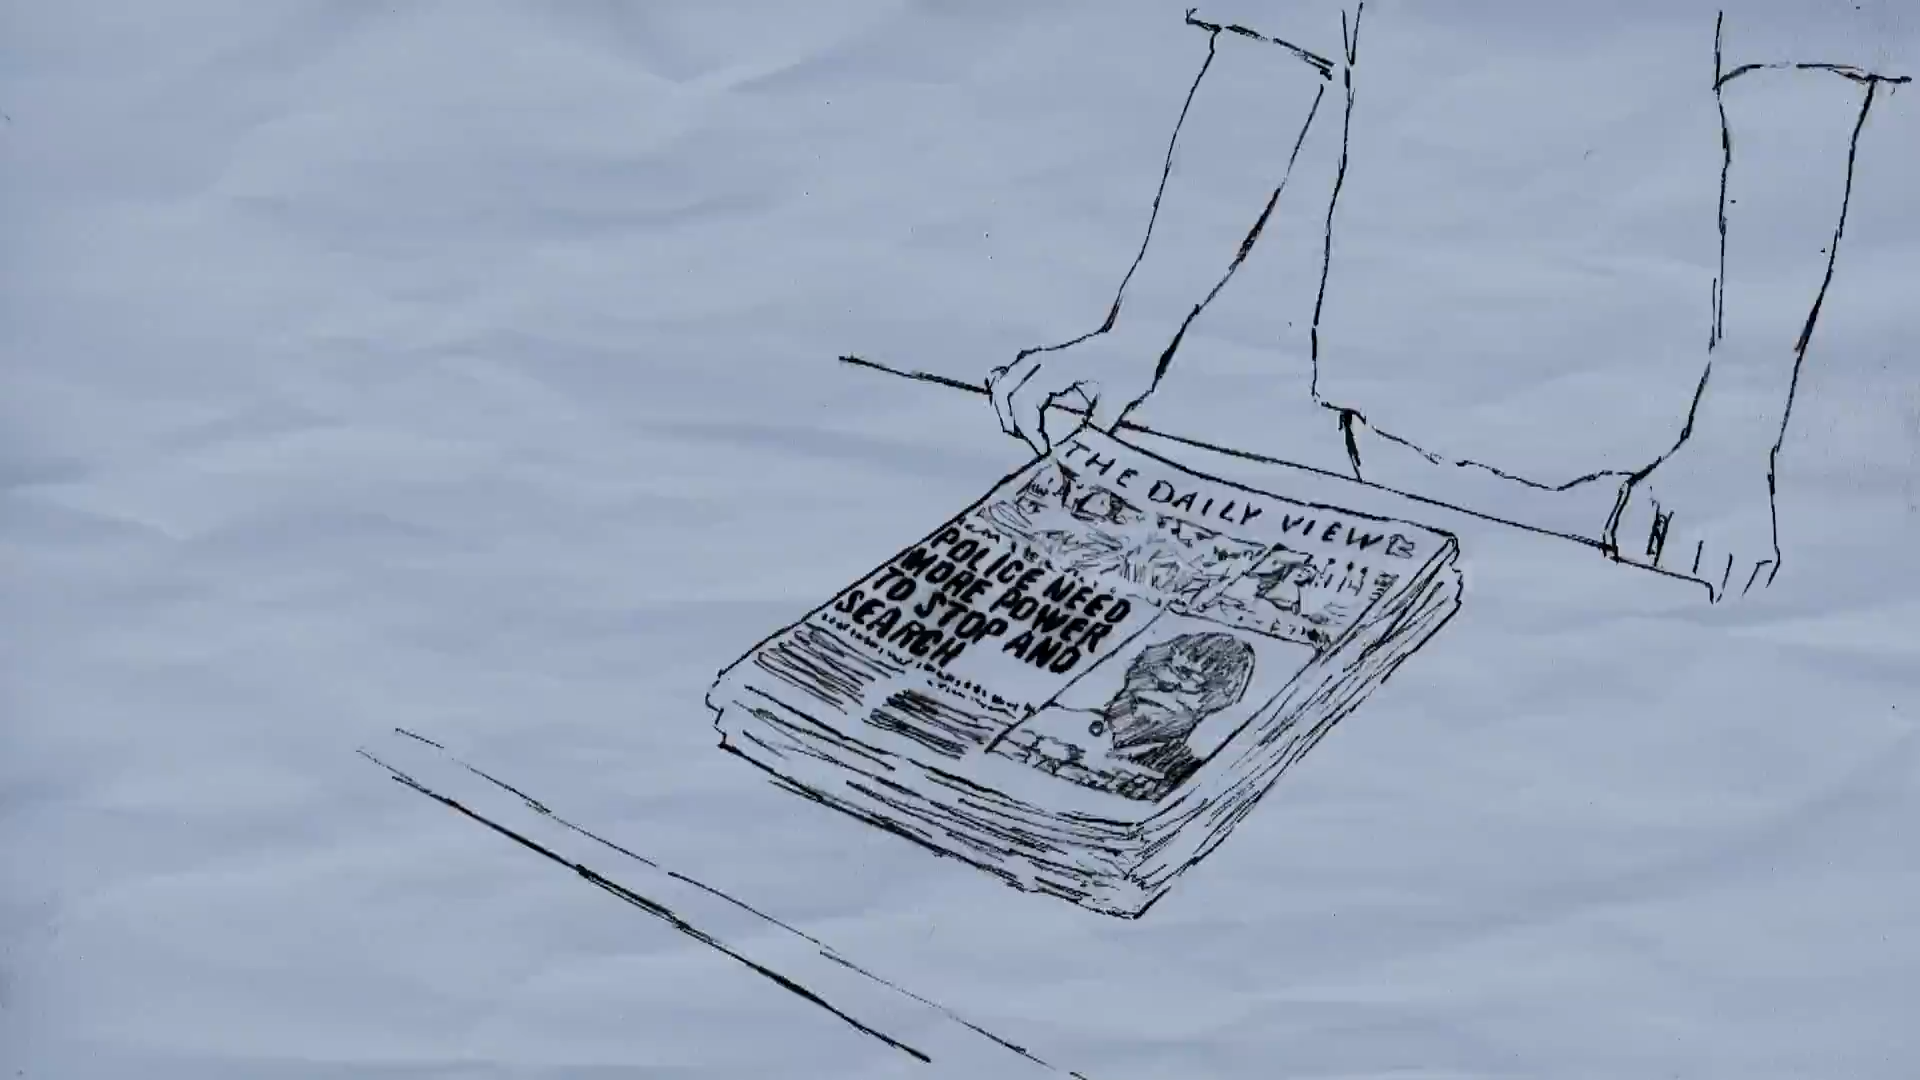 THE DAILY VIEW
POLICE NEED
MORE POWER
TO STOP AND
SEARCH